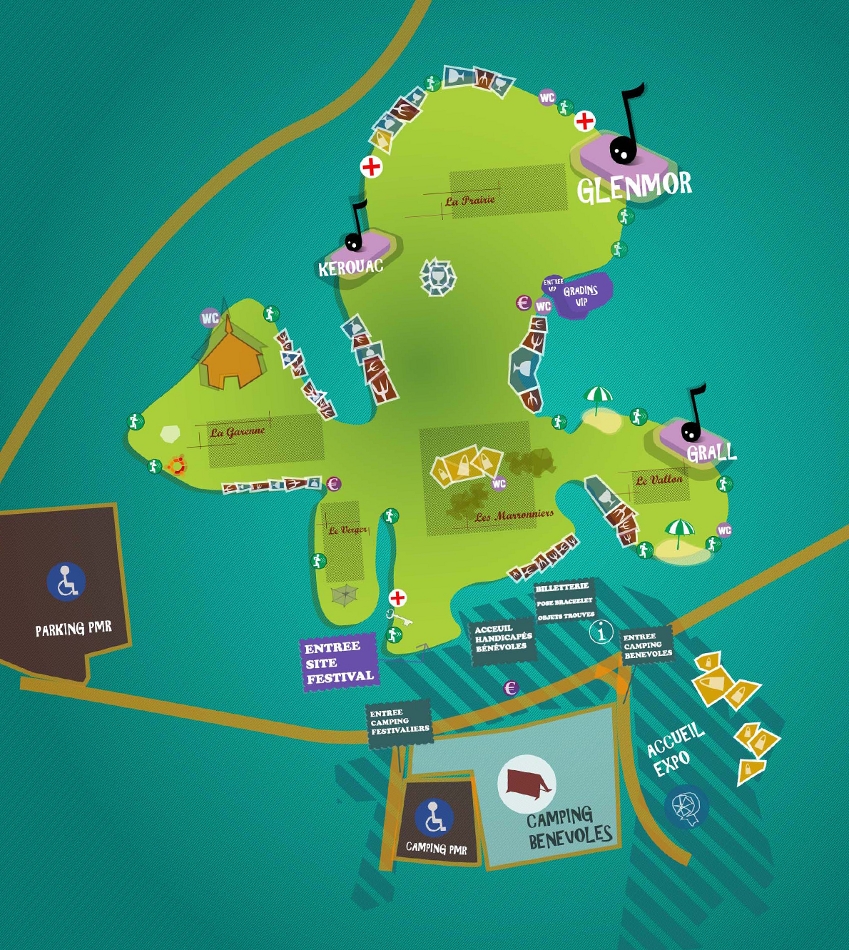 WC
GLENMOR
La Prairie
KEROUAC
ENTREE
VIP
GRADINS
VIP
€
WC
WC
La Garenne
GRALL
€
WC
Le Vallon
Les Marronniers
Le Verger
WC
PARKING PMR
BILLETTERIE
POSE BRACELET
OBJETS TROUVES
ACCEUIL
HANDICAPÉS
BÉNÉVOLES
i
ENTREE
CAMPING
BENEVOLES
ENTREE
SITE
FESTIVAL
€
ENTREE
CAMPING
FESTIVALIERS
ACCUEIL
EXPO
CAMPING
BENEVOLES
CAMPING PMR